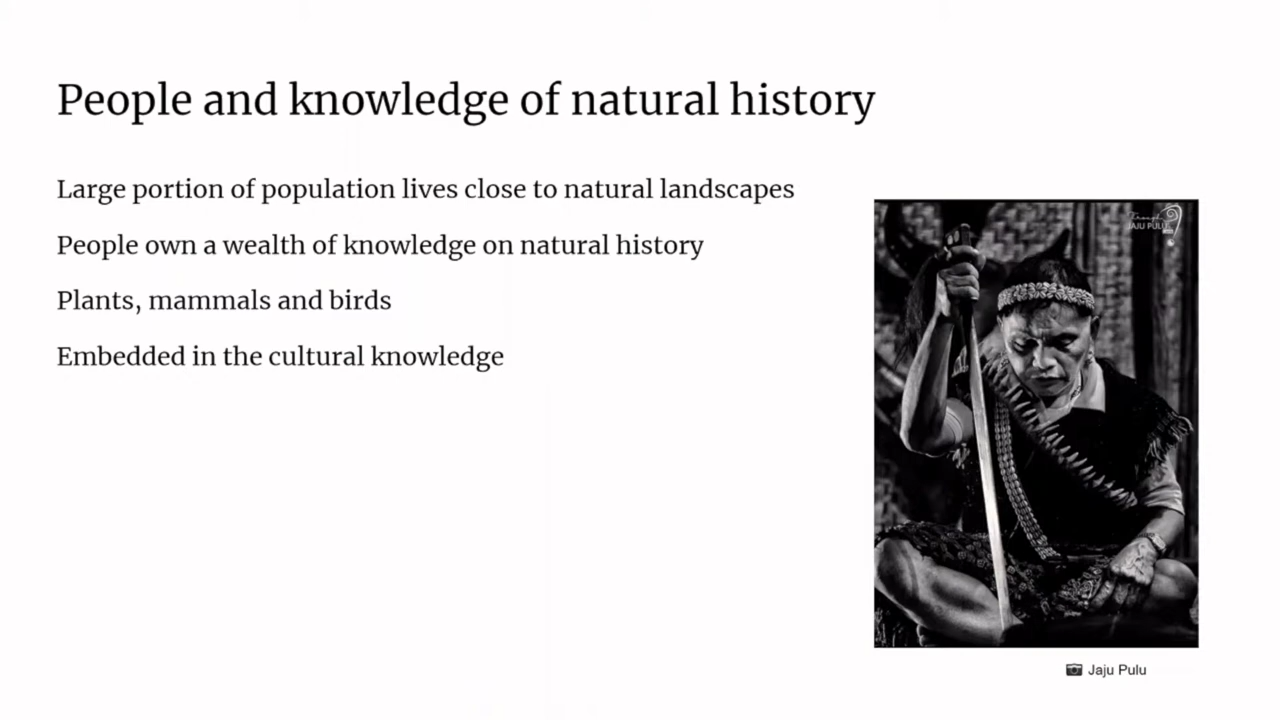 People and knowledge of natural history
Large portion of population lives close to natural landscapes
People own a wealth of knowledge on natural history
Plants, mammals and birds
Embedded in the cultural knowledge
Through
JAJU PULU
Jaju Pulu